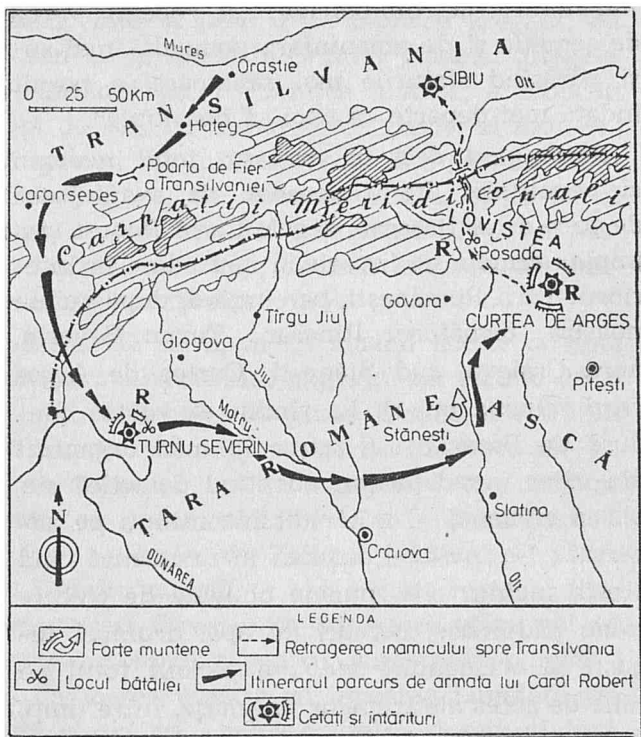 Mureș
Orăștie
SIBIU
Olt
0 25 50Km
TRANSILVANIA
Hațeg
Poarta de Fier
a Transilvaniei
Caransebeș
Carpații Meridionali
LOVIȘTEA
Posada
Govora
CURTEA DE ARGEȘ
Tîrgu Jiu
Glogova
Jiu
Motru
Pitești
Stănești
TURNU SEVERIN
ȚARA ROMÂNEASCĂ
Slatina
Craiova
N
DUNĂREA
Olt
LEGENDA
Forțe muntene
Retragerea inamicului spre Transilvania
Locul bătăliei
Itinerarul parcurs de armata lui Carol Robert
Cetăți și întărituri